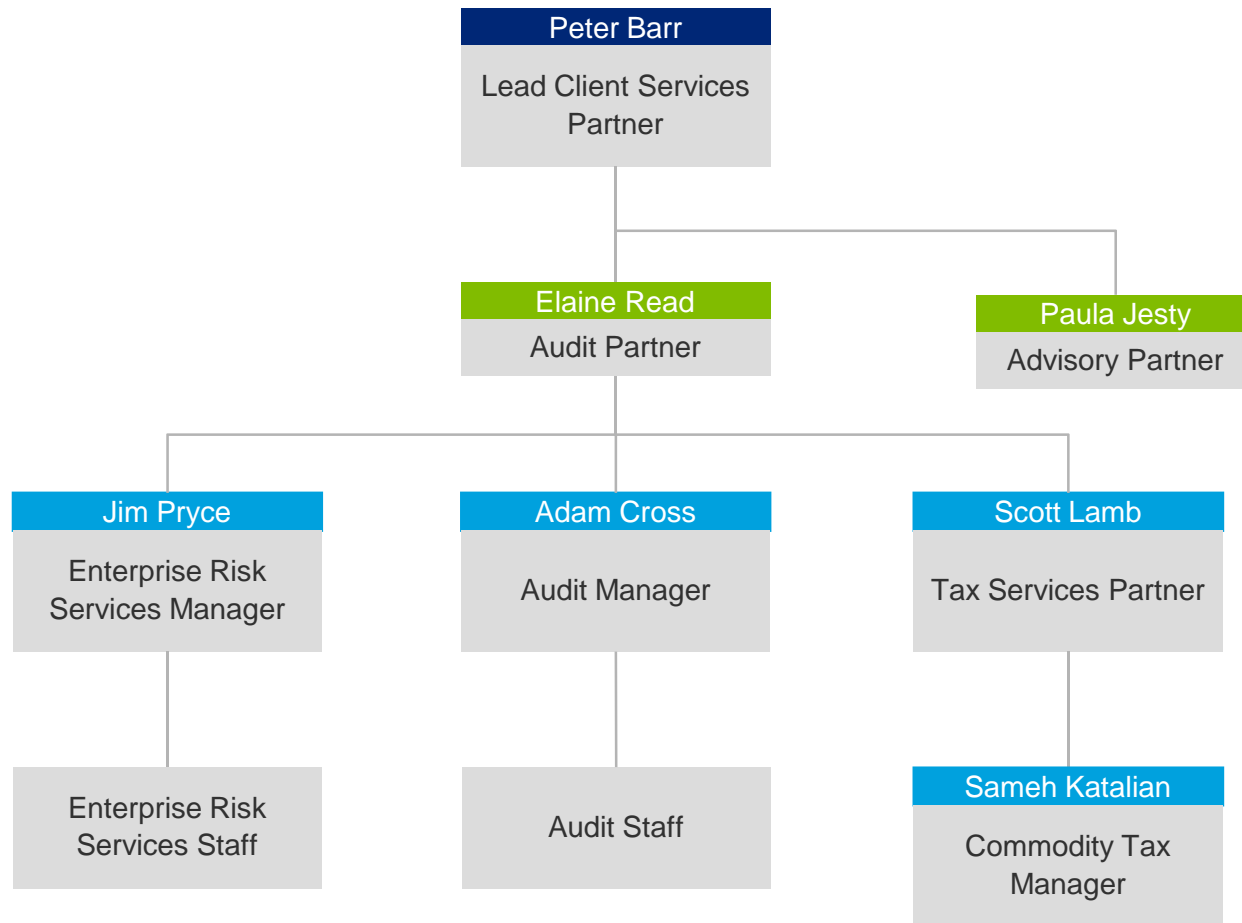 Peter Barr
Lead Client Services
Partner
Elaine Read
Audit Partner
Paula Jesty
Advisory Partner
Jim Pryce
Enterprise Risk
Services Manager
Adam Cross
Audit Manager
Scott Lamb
Tax Services Partner
Enterprise Risk
Services Staff
Audit Staff
Sameh Katalian
Commodity Tax
Manager